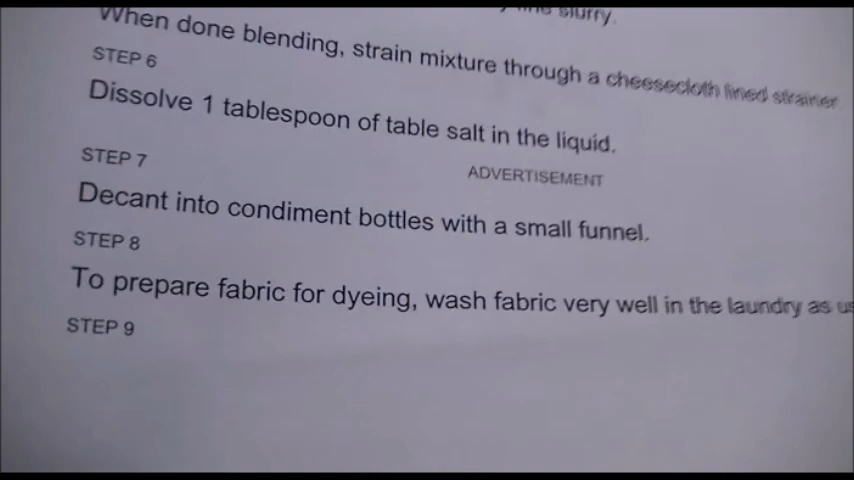 slurry.
When done blending, strain mixture through a cheesecloth lined strainer
STEP 6
Dissolve 1 tablespoon of table salt in the liquid.
ADVERTISEMENT
STEP 7
Decant into condiment bottles with a small funnel.
STEP 8
To prepare fabric for dyeing, wash fabric very well in the laundry as
STEP 9